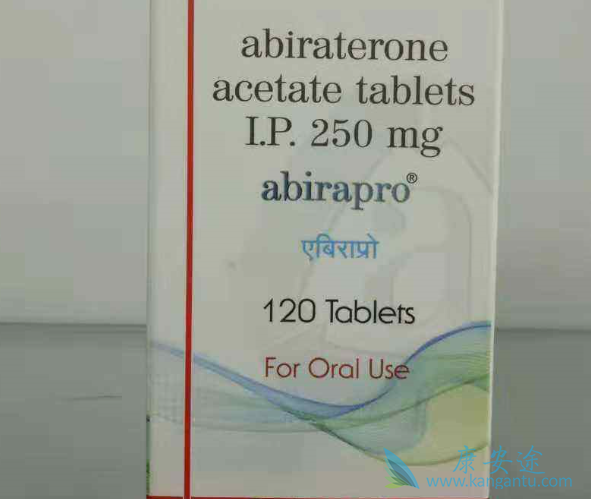 abiraterone
acetate tablets
I.P. 250 mg
abirapro®
एबिराप्रो
120 Tablets
For Oral Use
康安途
www.kangantu.com